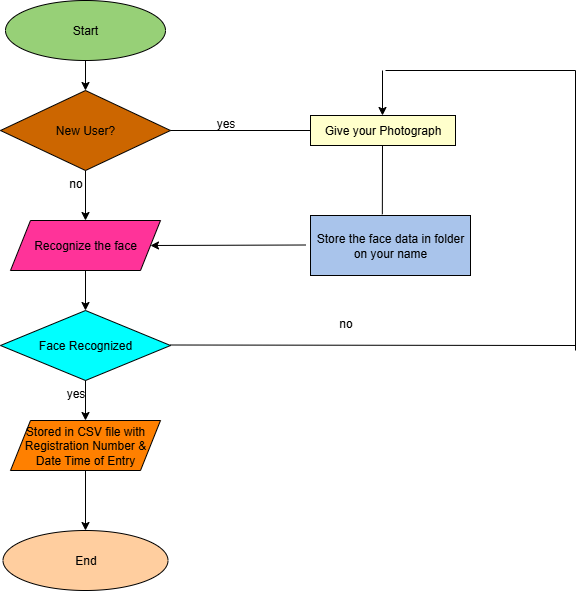 Start
New User?
yes
Give your Photograph
no
Recognize the face
Store the face data in folder
on your name
Face Recognized
no
yes
Stored in CSV file with
Registration Number &
Date Time of Entry
End